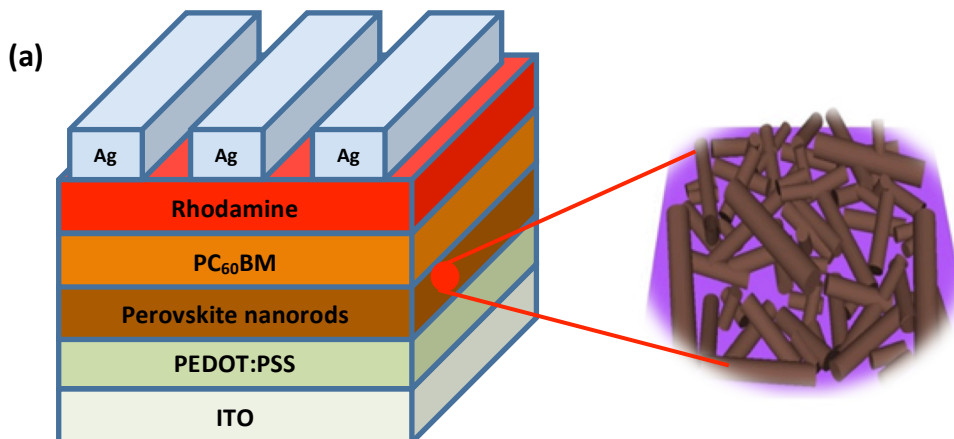 (a)
Ag Ag Ag
Rhodamine
PC₆₀BM
Perovskite nanorods
PEDOT:PSS
ITO